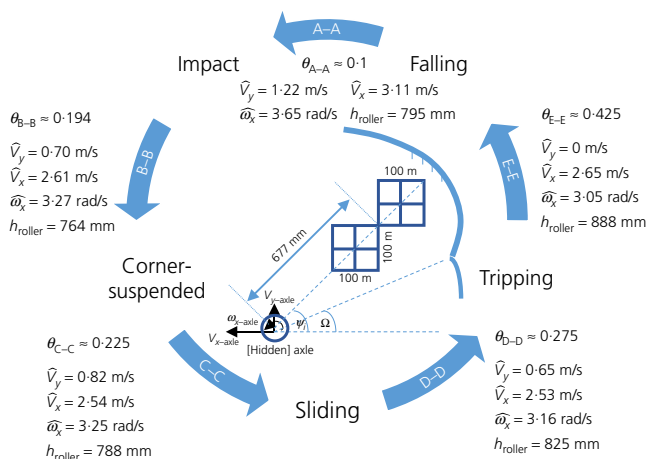 A–A
Impact
θA–A ≈ 0·1
Falling
V̂y = 1·22 m/s V̂x = 3·11 m/s
ω̂x = 3·65 rad/s hroller = 795 mm
θB–B ≈ 0·194
V̂y = 0·70 m/s
V̂x = 2·61 m/s
ω̂x = 3·27 rad/s
hroller = 764 mm
B–B
θE–E ≈ 0·425
V̂y = 0 m/s
V̂x = 2·65 m/s
ω̂x = 3·05 rad/s
hroller = 888 mm
E–E
100 m
100 m
100 m
677 mm
Corner-
suspended
Tripping
Vy–axle
ωx–axle
Vx–axle
ψi
Ω
[Hidden] axle
θC–C ≈ 0·225
V̂y = 0·82 m/s
V̂x = 2·54 m/s
ω̂x = 3·25 rad/s
hroller = 788 mm
C–C
Sliding
D–D
θD–D ≈ 0·275
V̂y = 0·65 m/s
V̂x = 2·53 m/s
ω̂x = 3·16 rad/s
hroller = 825 mm